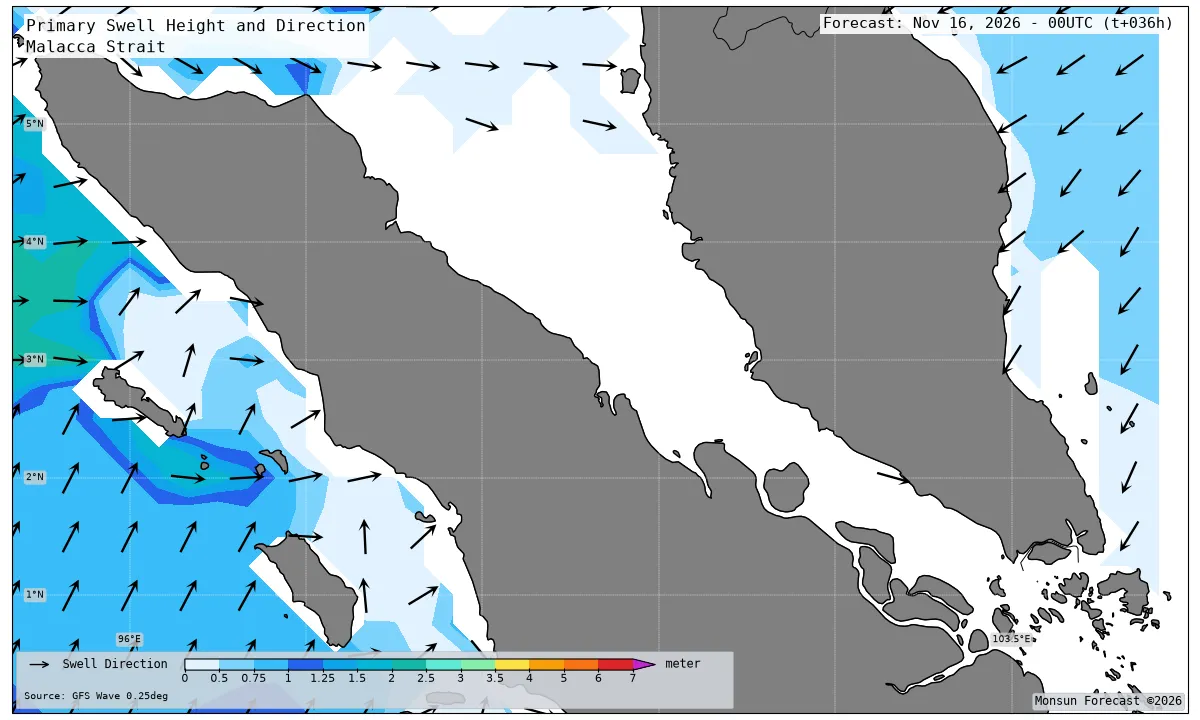 Primary Swell Height and Direction
Malacca Strait
Forecast: Nov 16, 2026 - 00UTC (t+036h)
5°N
4°N
3°N
2°N
1°N
96°E
103.5°E
Swell Direction
0 0.5 0.75 1 1.25 1.5 2 2.5 3 3.5 4 5 6 7
meter
Source: GFS Wave 0.25deg
Monsun Forecast ©2026